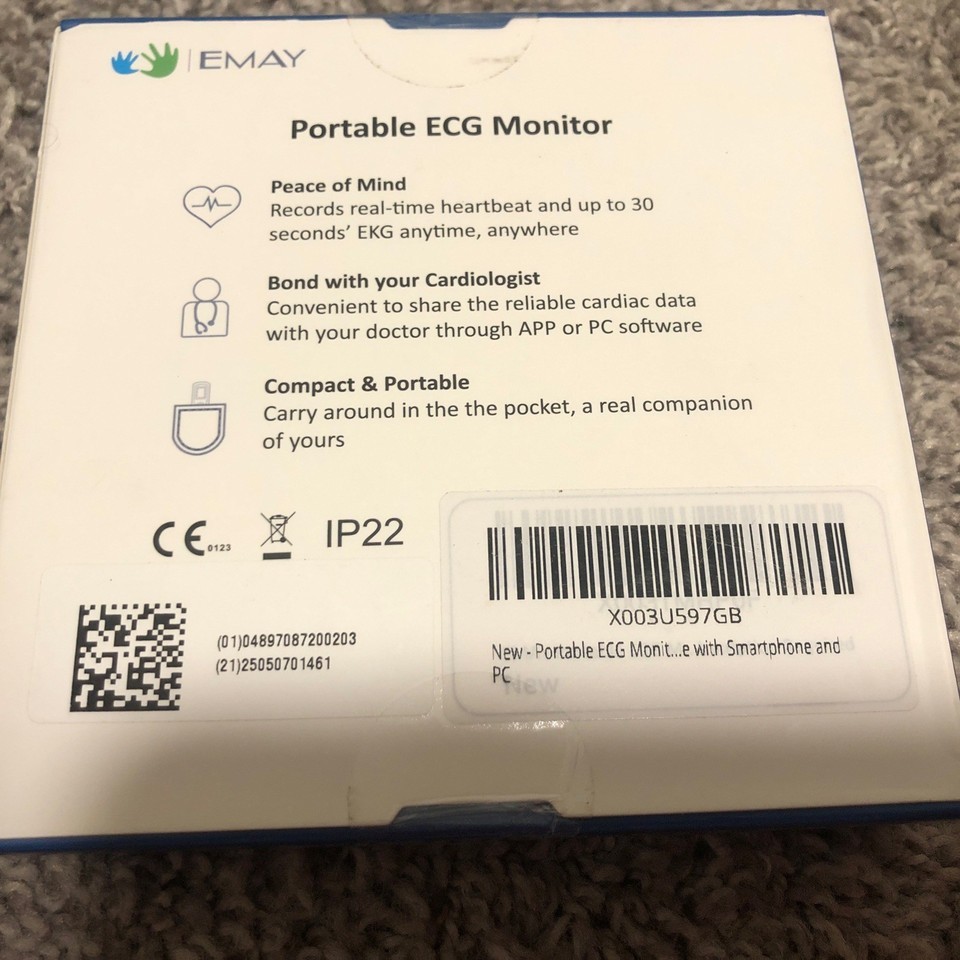 EMAY
Portable ECG Monitor
Peace of Mind
Records real-time heartbeat and up to 30
seconds' EKG anytime, anywhere
Bond with your Cardiologist
Convenient to share the reliable cardiac data
with your doctor through APP or PC software
Compact & Portable
Carry around in the the pocket, a real companion
of yours
CE 0123
IP22
(01)04897087200203
(21)25050701461
X003U597GB
New - Portable ECG Monit...e with Smartphone and
PC
New